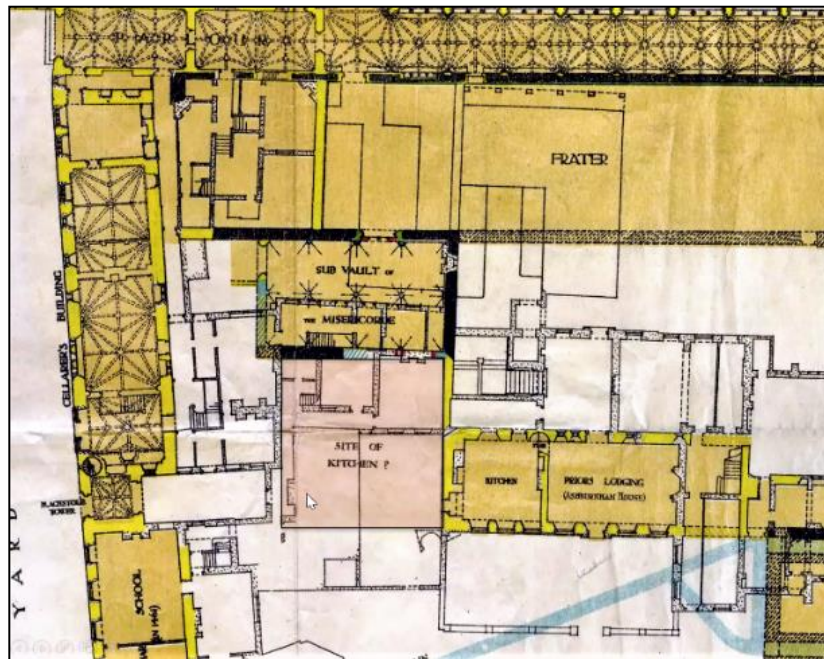 PARLOUR
FRATER
SUB VAULT OF
THE MISERICORDE
CELLARER'S BUILDING
SITE OF
KITCHEN ?
KITCHEN
PRIORS LODGING
(ASHBURNHAM HOUSE)
BLACKSTOLE
TOWER
YARD
SCHOOL